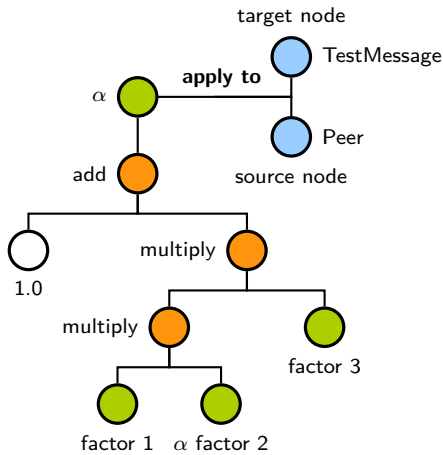 target node
TestMessage
apply to
α
Peer
add
source node
multiply
1.0
multiply
factor 3
factor 1
α factor 2